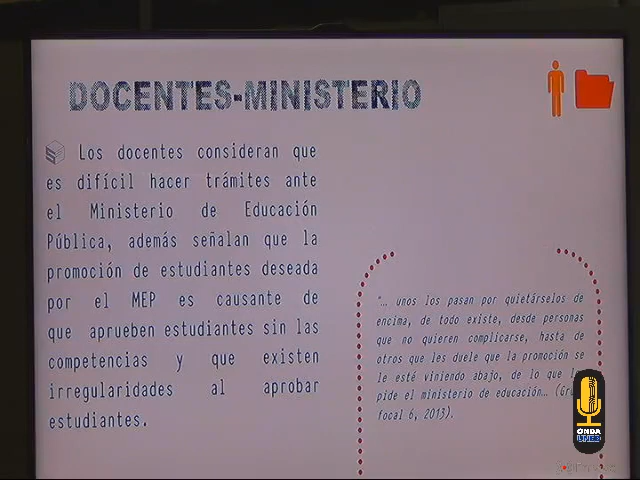 DOCENTES-MINISTERIO
Los docentes consideran que
es difícil hacer trámites ante
el Ministerio de Educación
Pública, además señalan que la
promoción de estudiantes deseada
por el MEP es causante de
que aprueben estudiantes sin las
competencias y que existen
irregularidades al aprobar
estudiantes.
"… unos los pasan por quietárselos de
encima, de todo existe, desde personas
que no quieren complicarse, hasta de
otros que les duele que la promoción se
le esté viniendo abajo, de lo que
pide el ministerio de educación…
focal 6, 2013).
ONDA
UNED